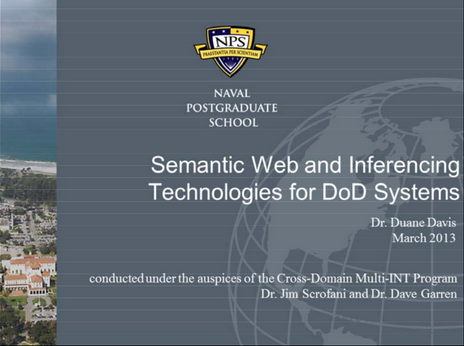 NPS
PRAESTANTIA PER SCIENTIAM
NAVAL
POSTGRADUATE
SCHOOL
Semantic Web and Inferencing
Technologies for DoD Systems
Dr. Duane Davis
March 2013
conducted under the auspices of the Cross-Domain Multi-INT Program
Dr. Jim Scrofani and Dr. Dave Garren